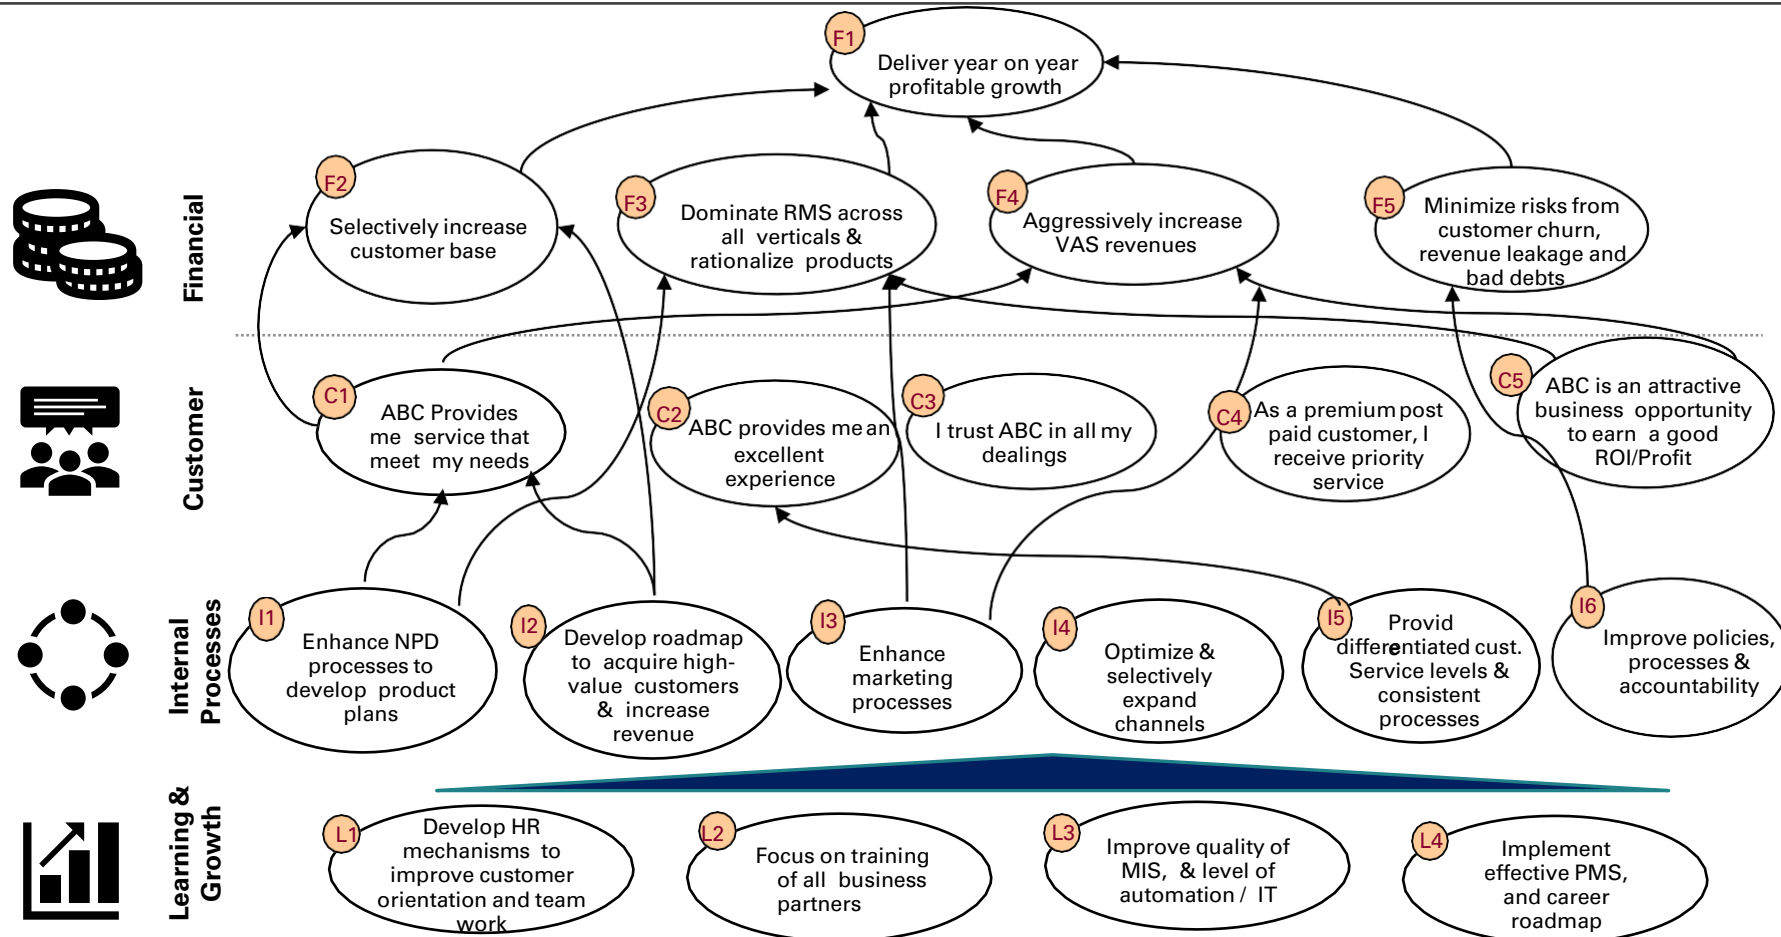 F1
Deliver year on year
profitable growth
Financial
F2
Selectively increase
customer base
F3
Dominate RMS across
all verticals &
rationalize products
F4
Aggressively increase
VAS revenues
F5
Minimize risks from
customer churn,
revenue leakage and
bad debts
Customer
C1
ABC Provides
me service that
meet my needs
C2
ABC provides me an
excellent
experience
C3
I trust ABC in all my
dealings
C4
As a premium post
paid customer, I
receive priority
service
C5
ABC is an attractive
business opportunity
to earn a good
ROI/Profit
Internal
Processes
I1
Enhance NPD
processes to
develop product
plans
I2
Develop roadmap
to acquire high-
value customers
& increase
revenue
I3
Enhance
marketing
processes
I4
Optimize &
selectively
expand
channels
I5
Provid
e
differentiated cust.
Service levels &
consistent
processes
I6
Improve policies,
processes &
accountability
Learning &
Growth
L1
Develop HR
mechanisms to
improve customer
orientation and team
work
L2
Focus on training
of all business
partners
L3
Improve quality of
MIS, & level of
automation / IT
L4
Implement
effective PMS,
and career
roadmap